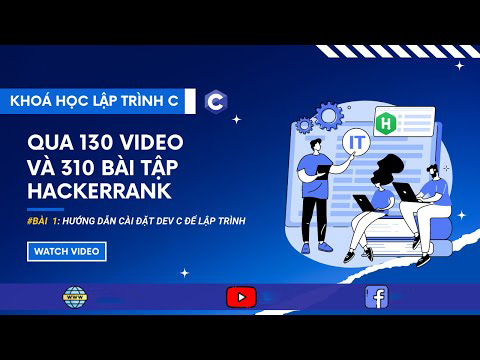 KHOÁ HỌC LẬP TRÌNH C
C
QUA 130 VIDEO
VÀ 310 BÀI TẬP
HACKERRANK
#BÀI 1: HƯỚNG DẪN CÀI ĐẶT DEV C ĐỂ LẬP TRÌNH
WATCH VIDEO
IT
H
WWW